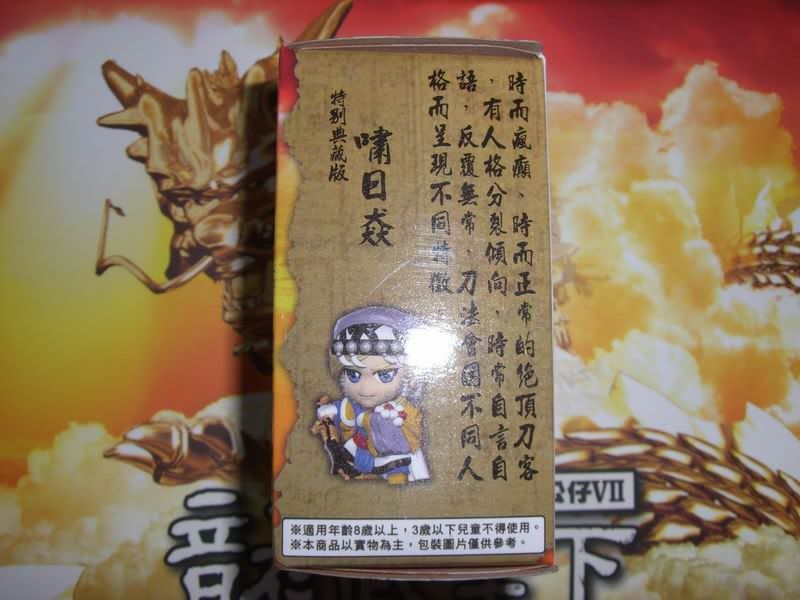 時而瘋癲、時而正常的絶頂刀客
，有人格分裂傾向，時常自言自
語，反覆無常，刀法會因不同人
格而呈現不同特徵
嘯日猋
特別典藏版
※適用年齡8歲以上，3歲以下兒童不得使用。
※本商品以實物為主，包裝圖片僅供參考。
公仔VII
下